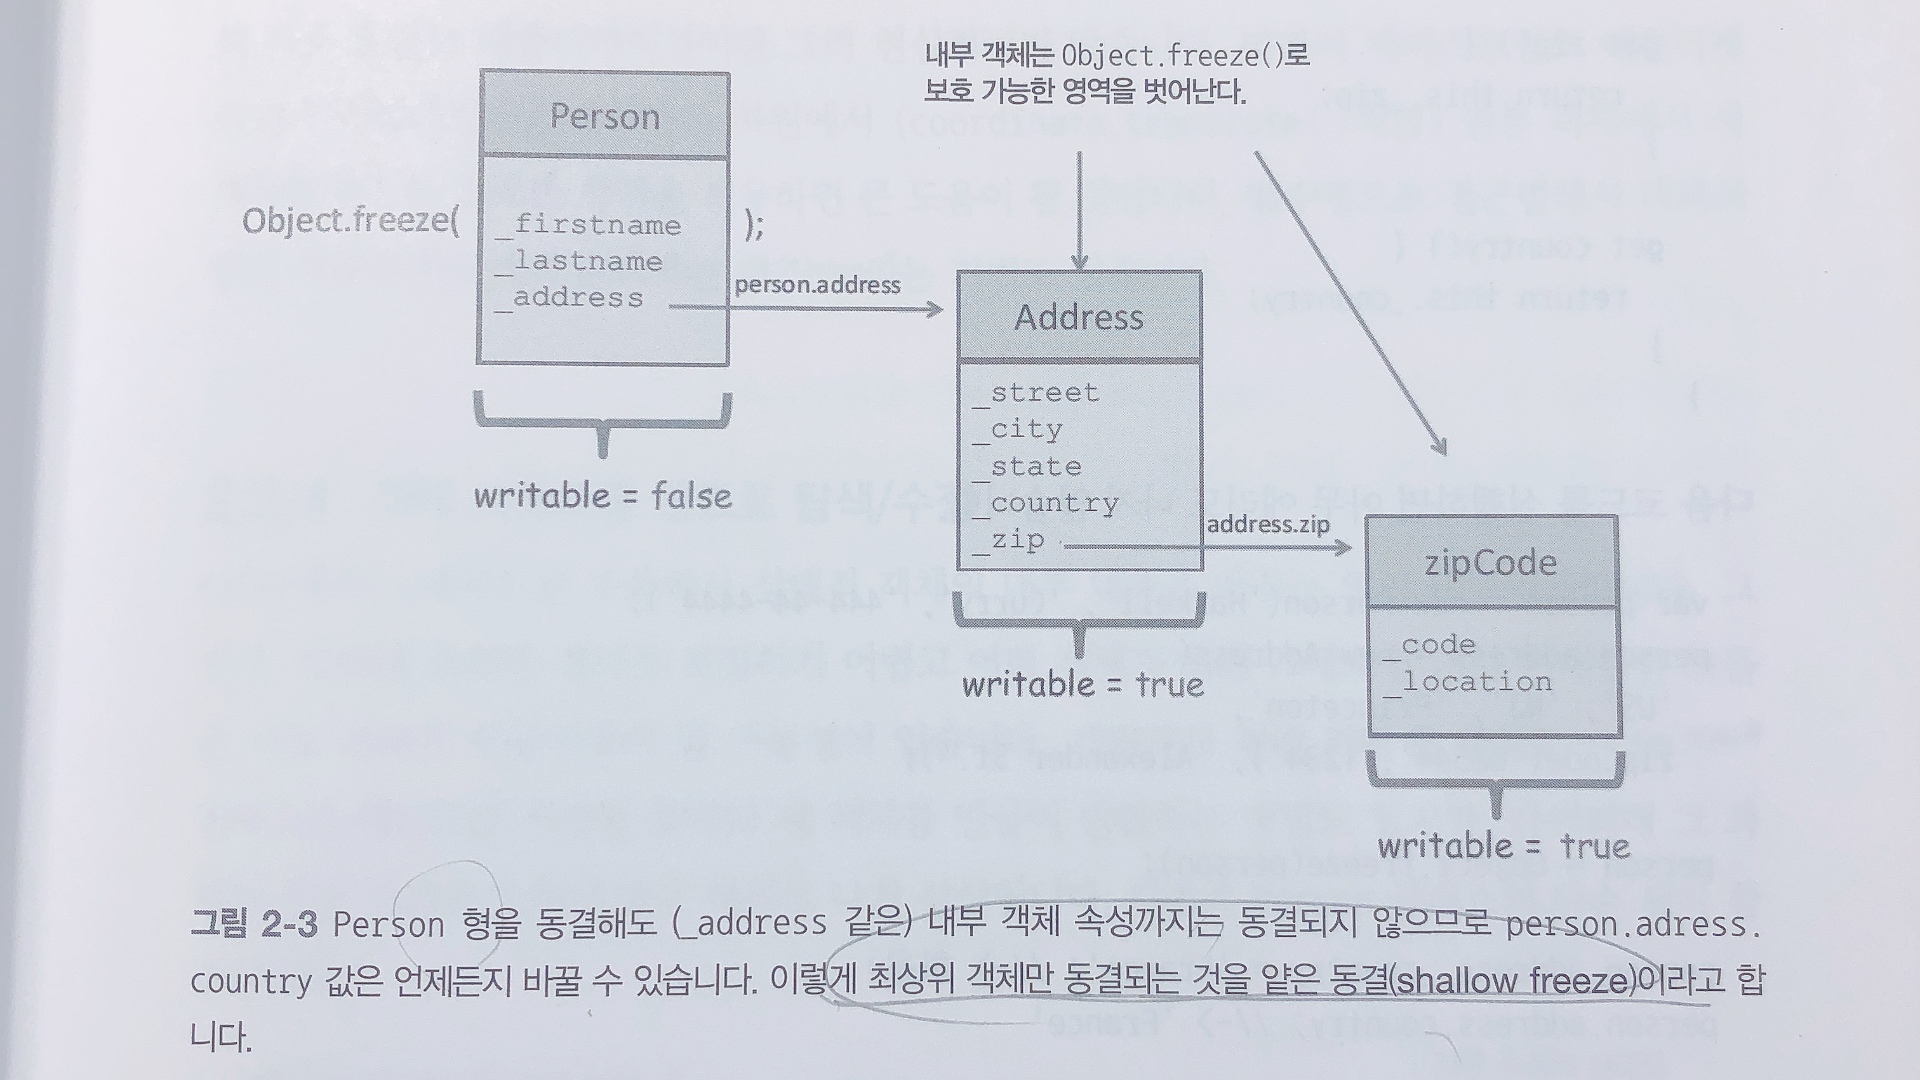 내부 객체는 Object.freeze()로
보호 가능한 영역을 벗어난다.
Person
Object.freeze(
_firstname
_lastname
_address
);
person.address
writable = false
Address
_street
_city
_state
_country
_zip
address.zip
writable = true
zipCode
_code
_location
writable = true
그림 2-3 Person 형을 동결해도 (_address 같은) 내부 객체 속성까지는 동결되지 않으므로 person.adress.
country 값은 언제든지 바꿀 수 있습니다. 이렇게 최상위 객체만 동결되는 것을 얕은 동결(shallow freeze)이라고 합
니다.